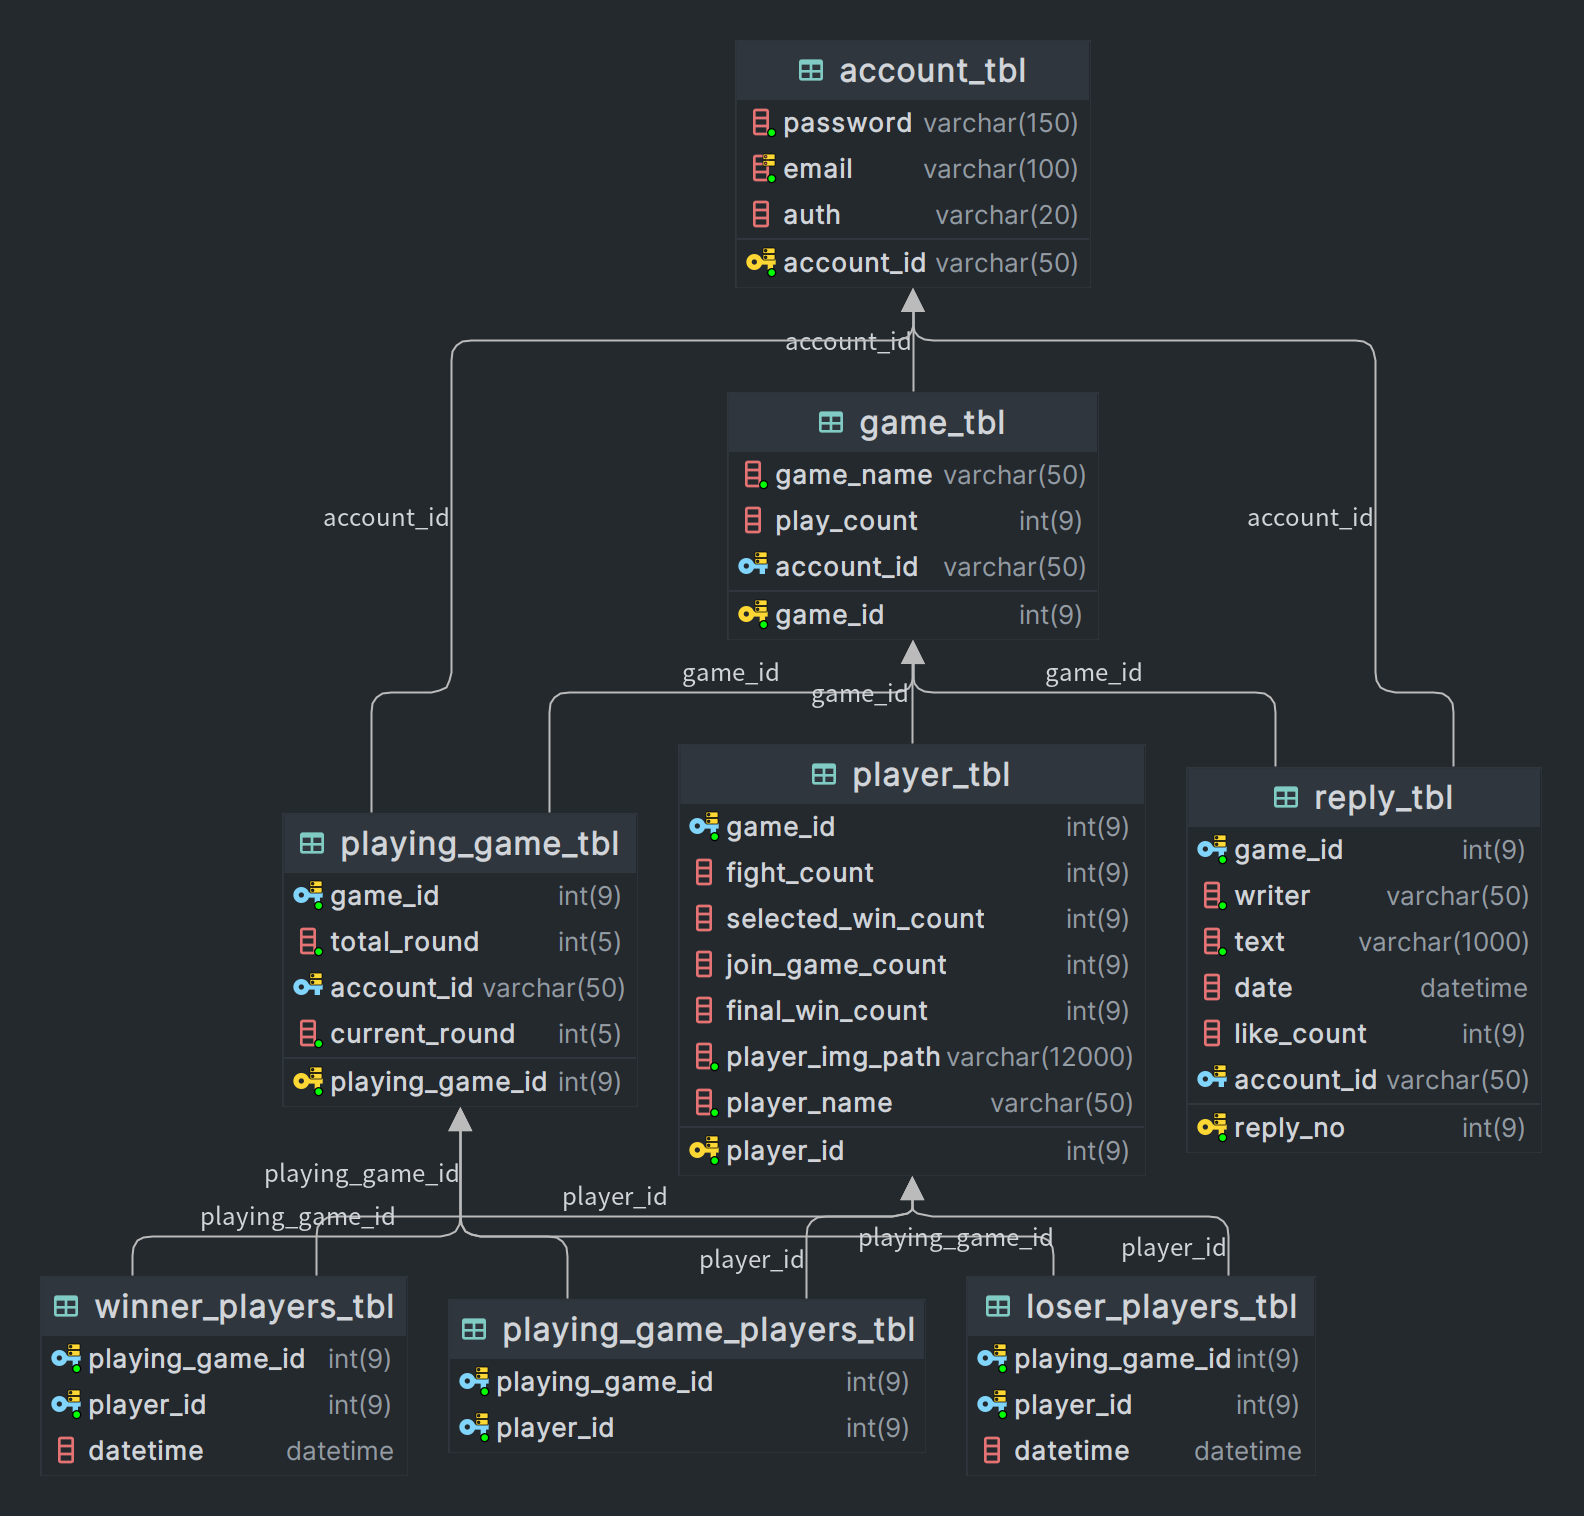 account_tbl
password varchar(150)
email varchar(100)
auth varchar(20)
account_id varchar(50)
account_id
account_id
account_id
game_tbl
game_name varchar(50)
play_count int(9)
account_id varchar(50)
game_id int(9)
game_id
game_id
game_id
playing_game_tbl
game_id int(9)
total_round int(5)
account_id varchar(50)
current_round int(5)
playing_game_id int(9)
player_tbl
game_id int(9)
fight_count int(9)
selected_win_count int(9)
join_game_count int(9)
final_win_count int(9)
player_img_path varchar(12000)
player_name varchar(50)
player_id int(9)
reply_tbl
game_id int(9)
writer varchar(50)
text varchar(1000)
date datetime
like_count int(9)
account_id varchar(50)
reply_no int(9)
playing_game_id
player_id
playing_game_id
playing_game_id
player_id
player_id
winner_players_tbl
playing_game_id int(9)
player_id int(9)
datetime datetime
playing_game_players_tbl
playing_game_id int(9)
player_id int(9)
loser_players_tbl
playing_game_id int(9)
player_id int(9)
datetime datetime